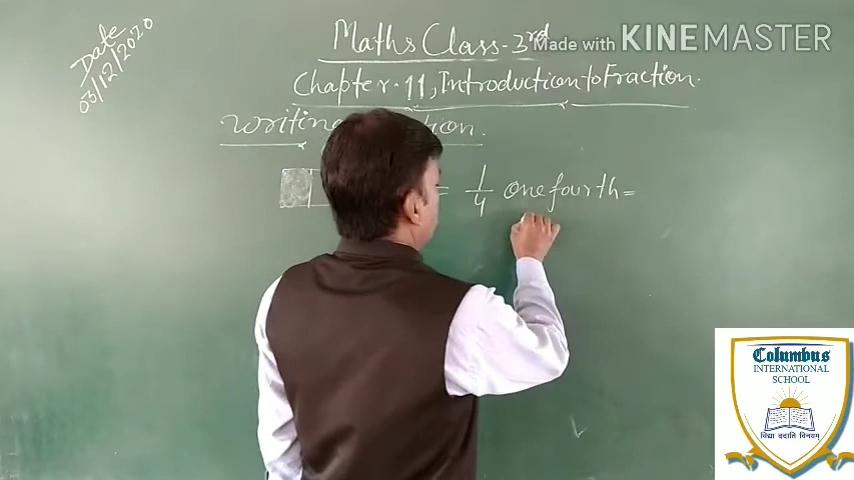 Date
03/12/2020
Maths Class-3rd
Made with KINEMASTER
Chapter-11, Introduction to Fraction.
Writing
= 1/4 One fourth =
Columbus
INTERNATIONAL
SCHOOL
विद्या ददाति विनयम्